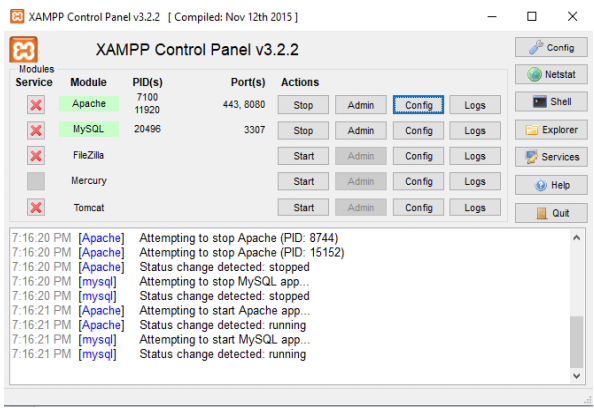 XAMPP Control Panel v3.2.2 [ Compiled: Nov 12th 2015 ]
XAMPP Control Panel v3.2.2
Config
Modules
Service Module PID(s) Port(s) Actions
Netstat
Apache 7100 11920 443, 8080 Stop Admin Config Logs
Shell
MySQL 20496 3307 Stop Admin Config Logs
Explorer
FileZilla Start Admin Config Logs
Services
Mercury Start Admin Config Logs
Help
Tomcat Start Admin Config Logs
Quit
7:16:20 PM [Apache] Attempting to stop Apache (PID: 8744)
7:16:20 PM [Apache] Attempting to stop Apache (PID: 15152)
7:16:20 PM [Apache] Status change detected: stopped
7:16:20 PM [mysql] Attempting to stop MySQL app...
7:16:20 PM [mysql] Status change detected: stopped
7:16:21 PM [Apache] Attempting to start Apache app...
7:16:21 PM [Apache] Status change detected: running
7:16:21 PM [mysql] Attempting to start MySQL app...
7:16:21 PM [mysql] Status change detected: running